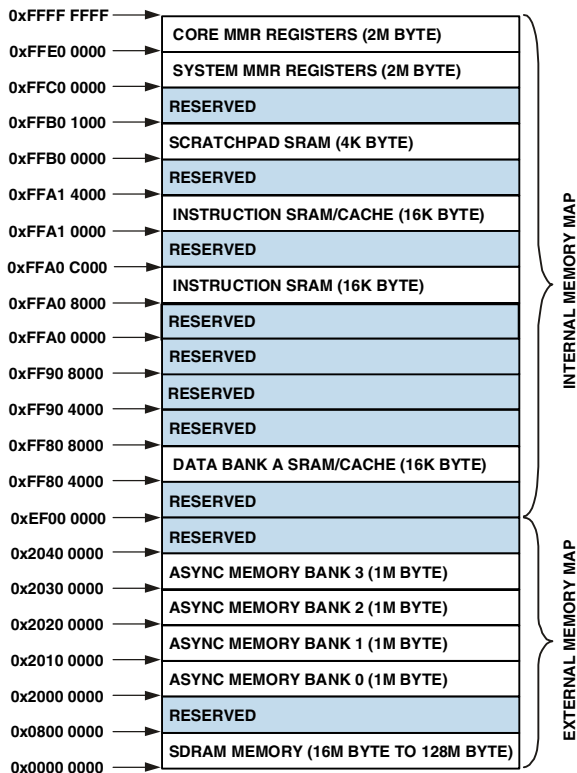 0xFFFF FFFF
CORE MMR REGISTERS (2M BYTE)
0xFFE0 0000
SYSTEM MMR REGISTERS (2M BYTE)
0xFFC0 0000
RESERVED
0xFFB0 1000
SCRATCHPAD SRAM (4K BYTE)
0xFFB0 0000
RESERVED
0xFFA1 4000
INSTRUCTION SRAM/CACHE (16K BYTE)
0xFFA1 0000
RESERVED
0xFFA0 C000
INSTRUCTION SRAM (16K BYTE)
0xFFA0 8000
RESERVED
0xFFA0 0000
RESERVED
0xFF90 8000
RESERVED
0xFF90 4000
RESERVED
0xFF80 8000
DATA BANK A SRAM/CACHE (16K BYTE)
0xFF80 4000
RESERVED
0xEF00 0000
RESERVED
0x2040 0000
ASYNC MEMORY BANK 3 (1M BYTE)
0x2030 0000
ASYNC MEMORY BANK 2 (1M BYTE)
0x2020 0000
ASYNC MEMORY BANK 1 (1M BYTE)
0x2010 0000
ASYNC MEMORY BANK 0 (1M BYTE)
0x2000 0000
RESERVED
0x0800 0000
SDRAM MEMORY (16M BYTE TO 128M BYTE)
0x0000 0000
INTERNAL MEMORY MAP
EXTERNAL MEMORY MAP